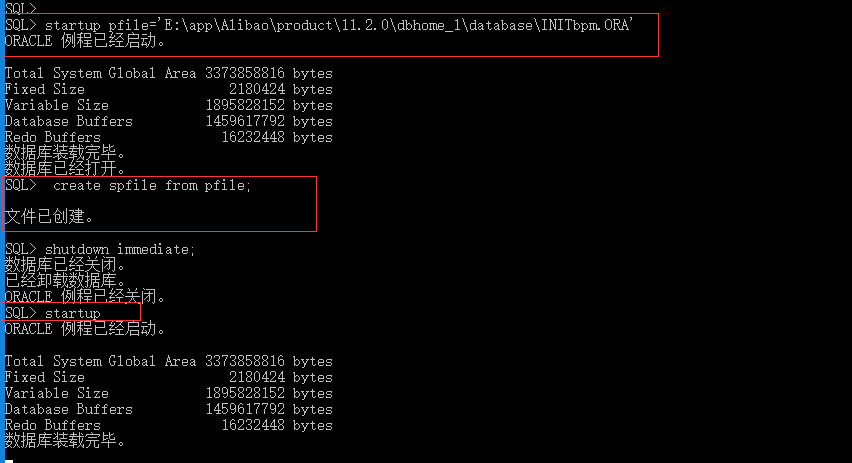 SQL>
SQL> startup pfile='E:\app\Alibao\product\11.2.0\dbhome_1\database\INITbpm.ORA'
ORACLE 例程已经启动。
Total System Global Area 3373858816 bytes
Fixed Size 2180424 bytes
Variable Size 1895828152 bytes
Database Buffers 1459617792 bytes
Redo Buffers 16232448 bytes
数据库装载完毕。
数据库已经打开。
SQL>  create spfile from pfile;
文件已创建。
SQL> shutdown immediate;
数据库已经关闭。
已经卸载数据库。
ORACLE 例程已经关闭。
SQL> startup
ORACLE 例程已经启动。
Total System Global Area 3373858816 bytes
Fixed Size 2180424 bytes
Variable Size 1895828152 bytes
Database Buffers 1459617792 bytes
Redo Buffers 16232448 bytes
数据库装载完毕。